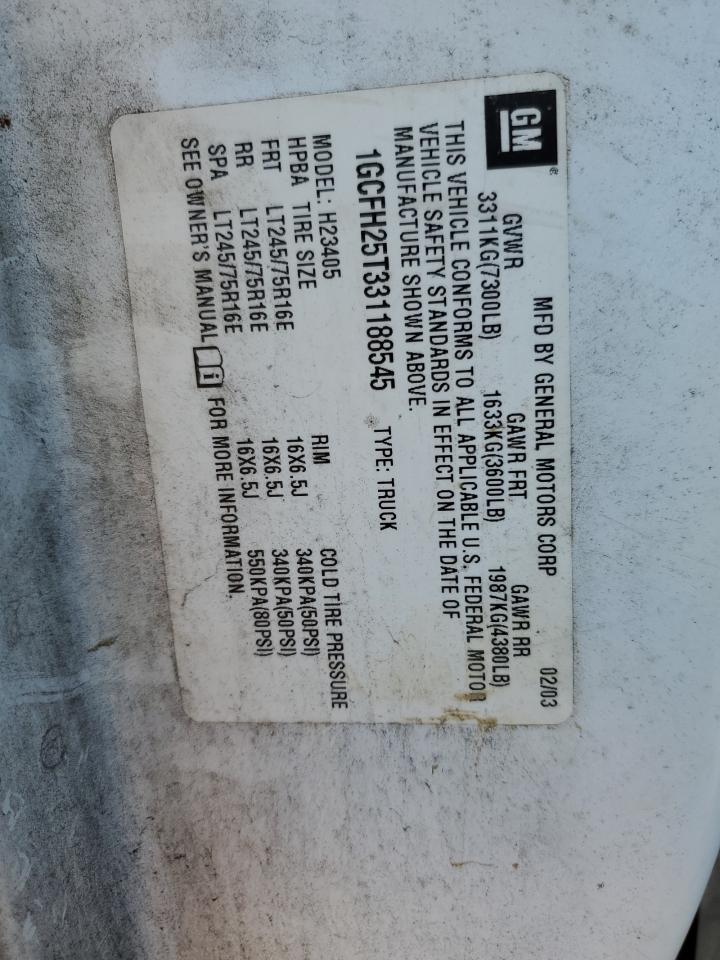 GM
®
MFD BY GENERAL MOTORS CORP 02/03
GVWR GAWR FRT. GAWR RR
3311KG(7300LB) 1633KG(3600LB) 1987KG(4380LB)
THIS VEHICLE CONFORMS TO ALL APPLICABLE U.S. FEDERAL MOTOR
VEHICLE SAFETY STANDARDS IN EFFECT ON THE DATE OF
MANUFACTURE SHOWN ABOVE.
1GCFH25T331188545 TYPE: TRUCK
MODEL: H23405
HPBA TIRE SIZE RIM COLD TIRE PRESSURE
FRT LT245/75R16E 16X6.5J 340KPA(50PSI)
RR LT245/75R16E 16X6.5J 340KPA(50PSI)
SPA LT245/75R16E 16X6.5J 550KPA(80PSI)
SEE OWNER'S MANUAL i FOR MORE INFORMATION.